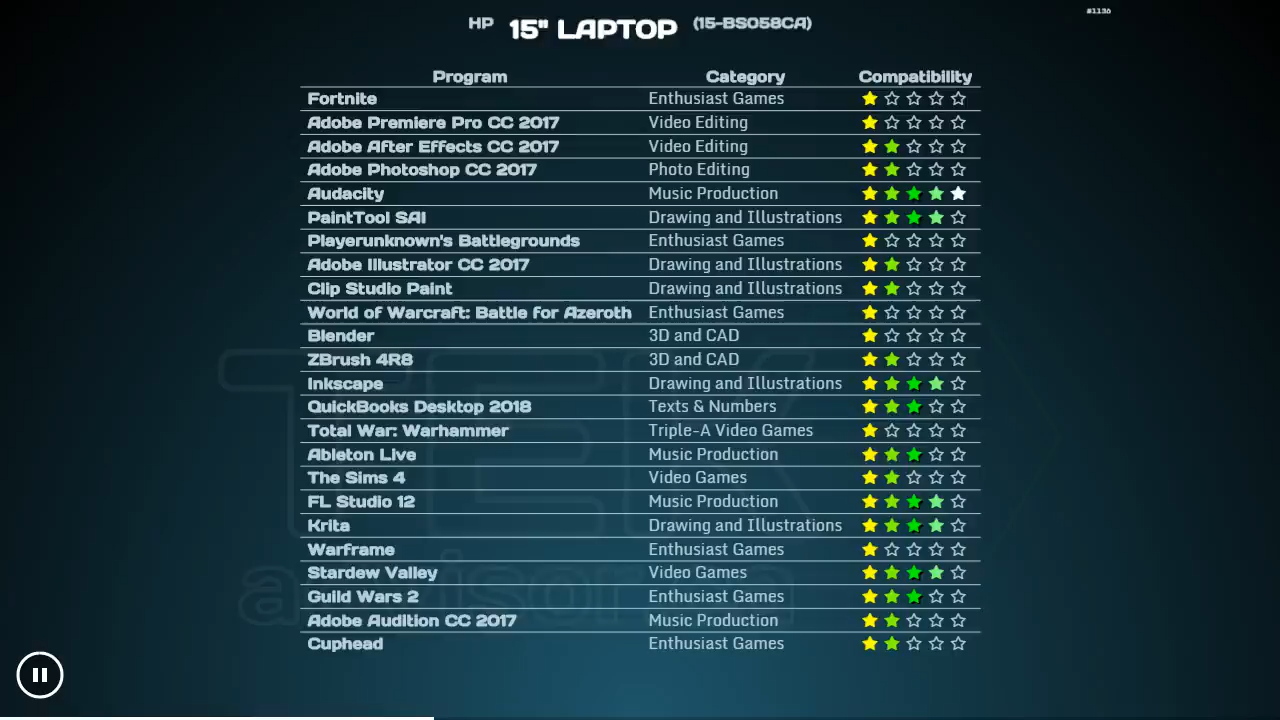 #1136
HP 15" LAPTOP (15-BS058CA)
Program Category Compatibility
Fortnite Enthusiast Games
Adobe Premiere Pro CC 2017 Video Editing
Adobe After Effects CC 2017 Video Editing
Adobe Photoshop CC 2017 Photo Editing
Audacity Music Production
PaintTool SAI Drawing and Illustrations
Playerunknown's Battlegrounds Enthusiast Games
Adobe Illustrator CC 2017 Drawing and Illustrations
Clip Studio Paint Drawing and Illustrations
World of Warcraft: Battle for Azeroth Enthusiast Games
Blender 3D and CAD
ZBrush 4R8 3D and CAD
Inkscape Drawing and Illustrations
QuickBooks Desktop 2018 Texts & Numbers
Total War: Warhammer Triple-A Video Games
Ableton Live Music Production
The Sims 4 Video Games
FL Studio 12 Music Production
Krita Drawing and Illustrations
Warframe Enthusiast Games
Stardew Valley Video Games
Guild Wars 2 Enthusiast Games
Adobe Audition CC 2017 Music Production
Cuphead Enthusiast Games
TEK